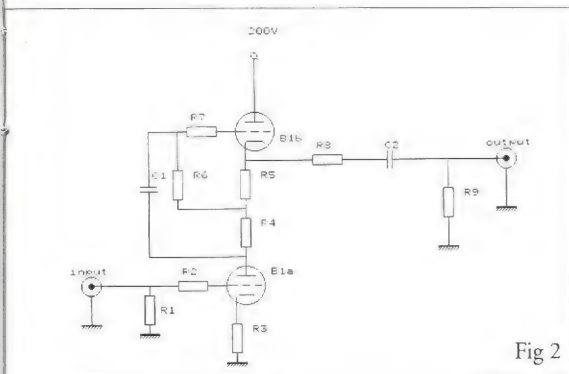 200V
R7
B1b
R8
C2
output
C1
R6
R5
R9
R4
input
R2
B1a
R1
R3
Fig 2